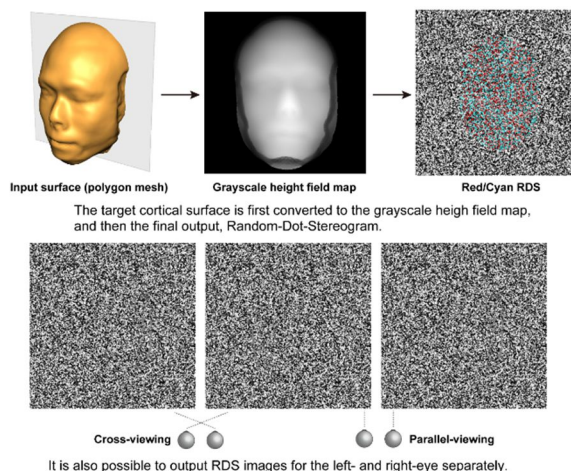 Input surface (polygon mesh)
Grayscale height field map
Red/Cyan RDS
The target cortical surface is first converted to the grayscale heigh field map,
and then the final output, Random-Dot-Stereogram.
Cross-viewing
Parallel-viewing
It is also possible to output RDS images for the left- and right-eye separately.